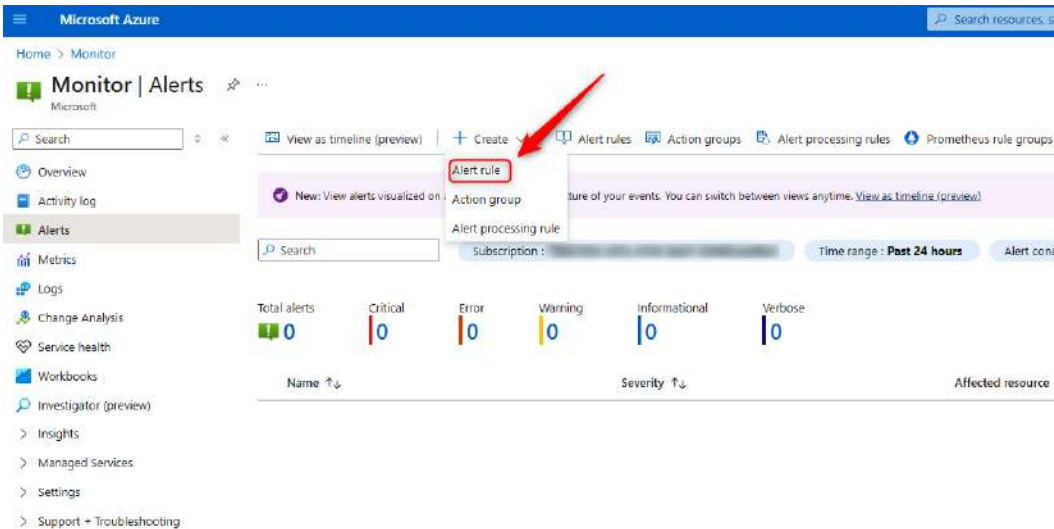 Microsoft Azure
Search resources, s
Home > Monitor
Monitor | Alerts
Microsoft
Search
View as timeline (preview)
Create
Alert rules
Action groups
Alert processing rules
Prometheus rule groups
Overview
Activity log
Alerts
Metrics
Logs
Change Analysis
Service health
Workbooks
Investigator (preview)
Insights
Managed Services
Settings
Support + Troubleshooting
Alert rule
Action group
Alert processing rule
New: View alerts visualized on ture of your events. You can switch between views anytime. View as timeline (preview)
Search
Subscription :
Time range : Past 24 hours
Alert con
Total alerts
0
Critical
0
Error
0
Warning
0
Informational
0
Verbose
0
Name
Severity
Affected resource